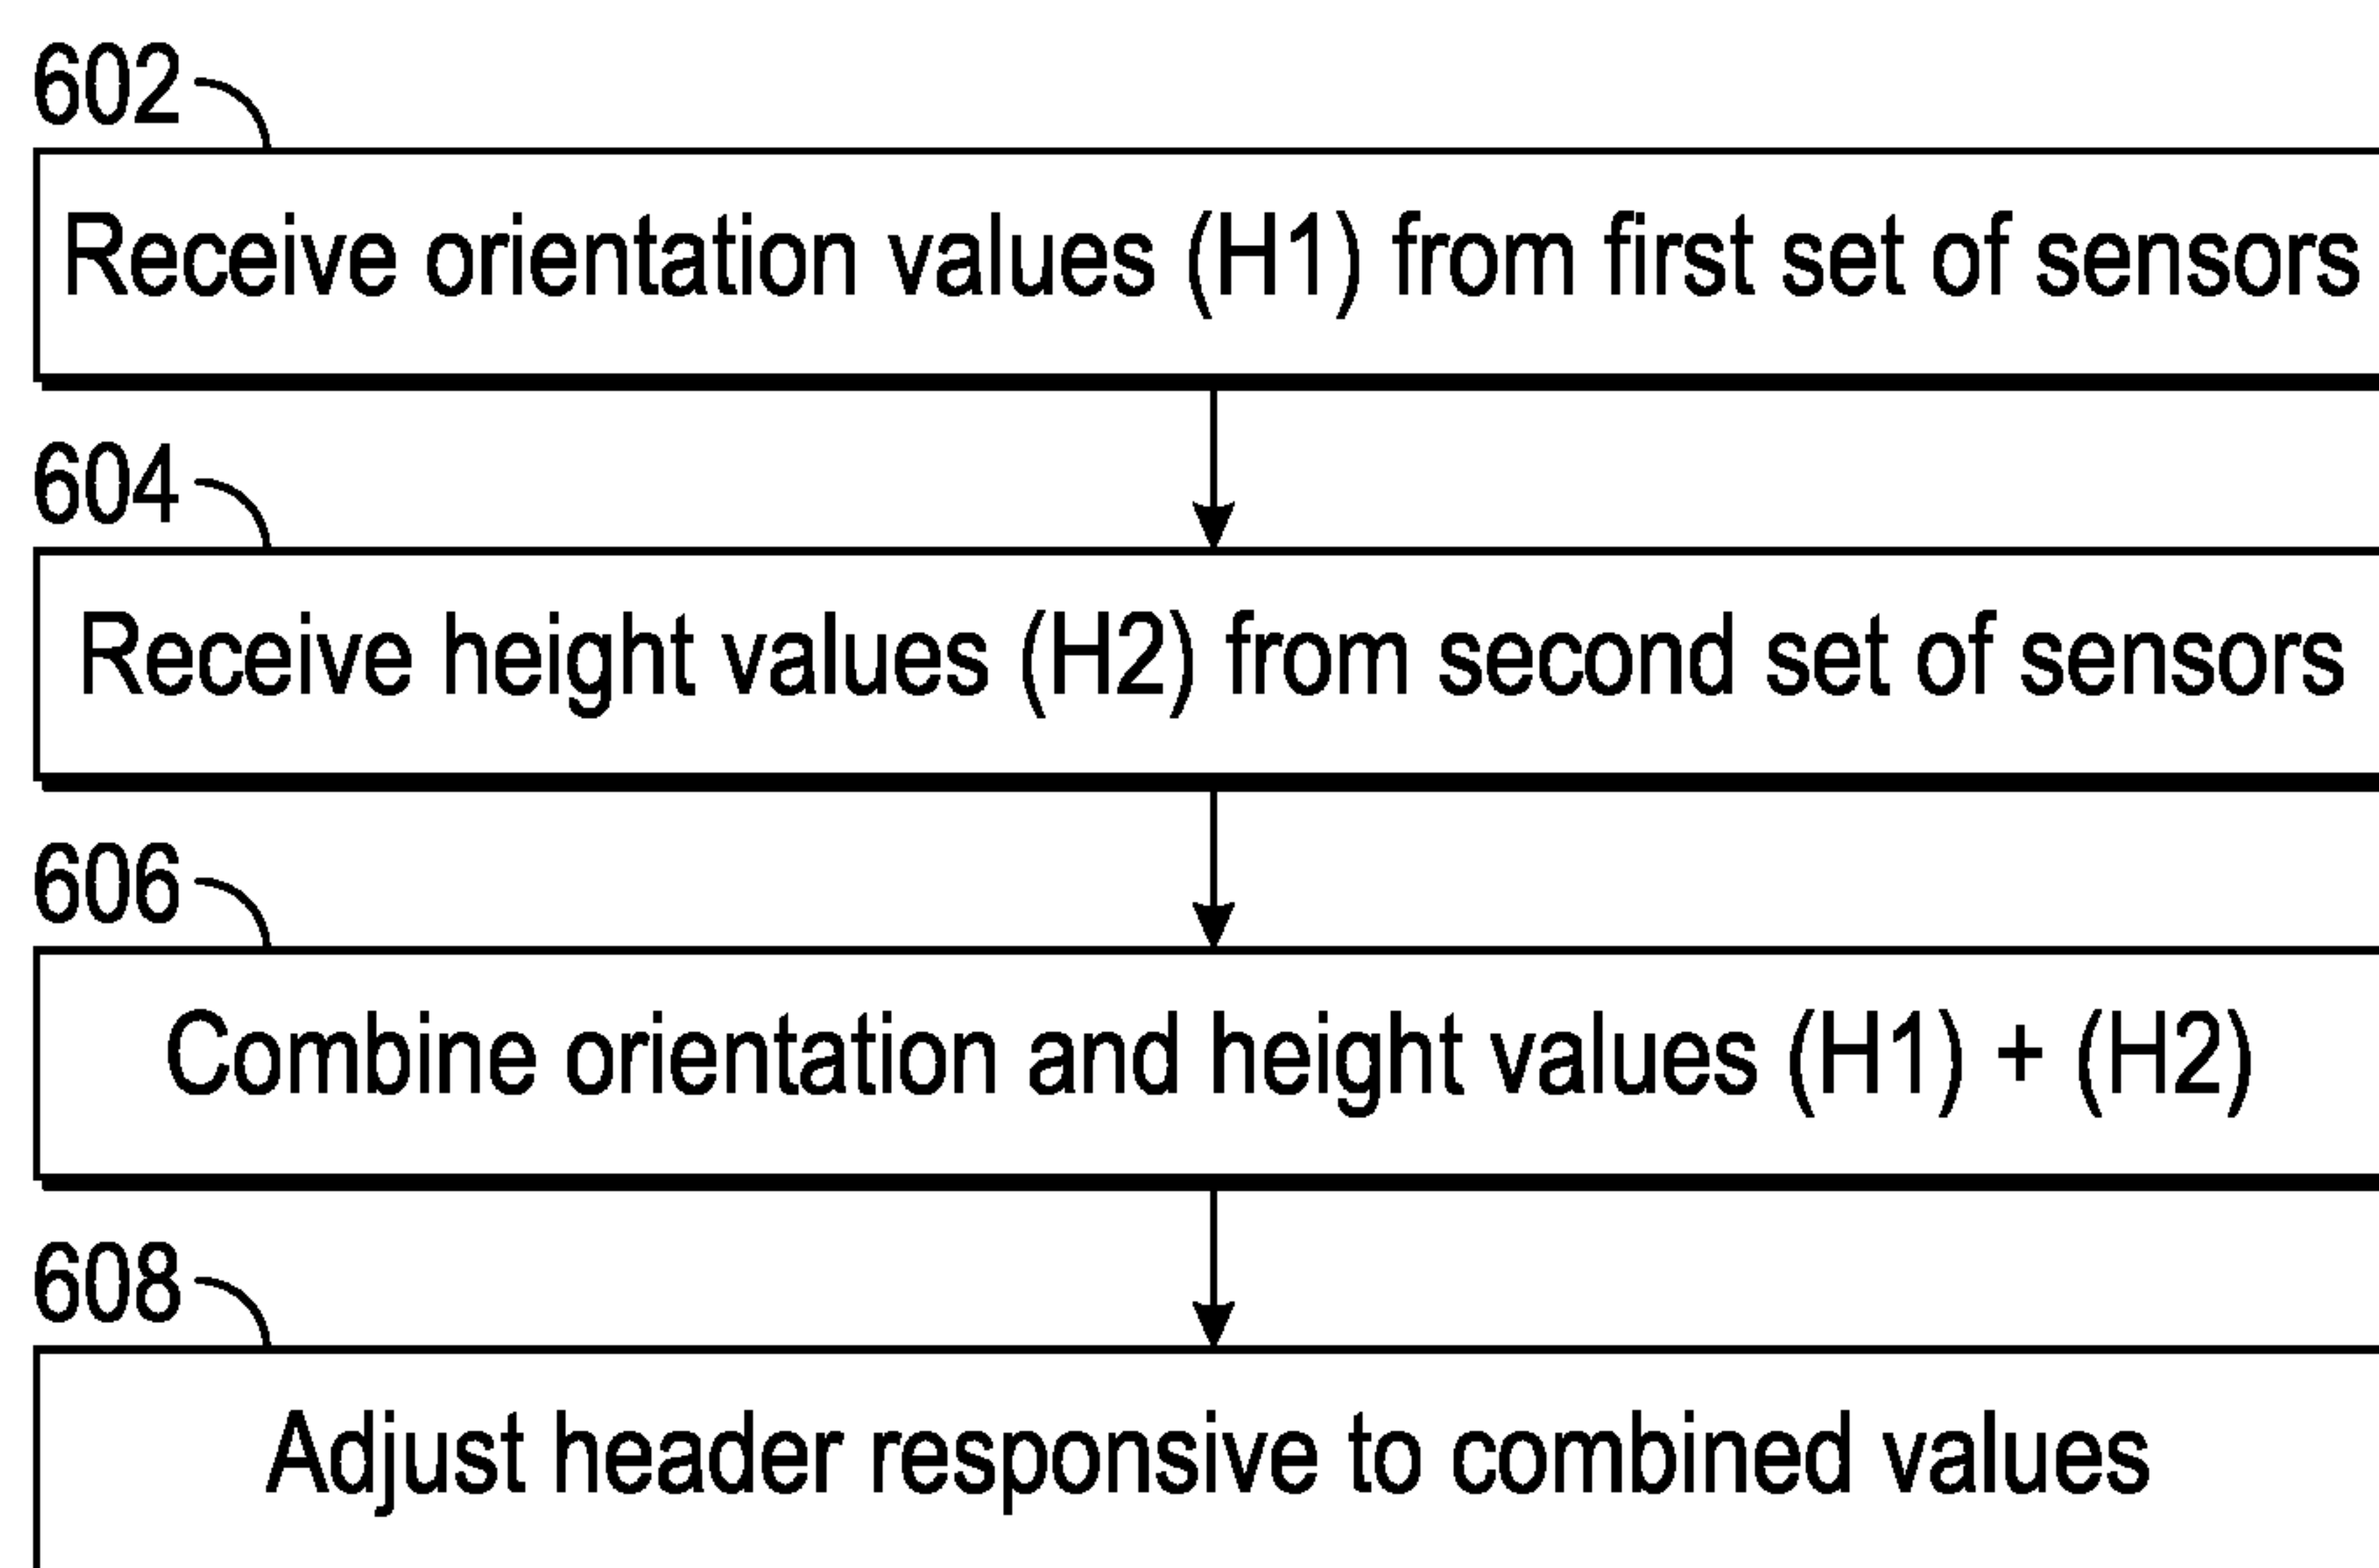 602
Receive orientation values (H1) from first set of sensors
604
Receive height values (H2) from second set of sensors
606
Combine orientation and height values (H1) + (H2)
608
Adjust header responsive to combined values